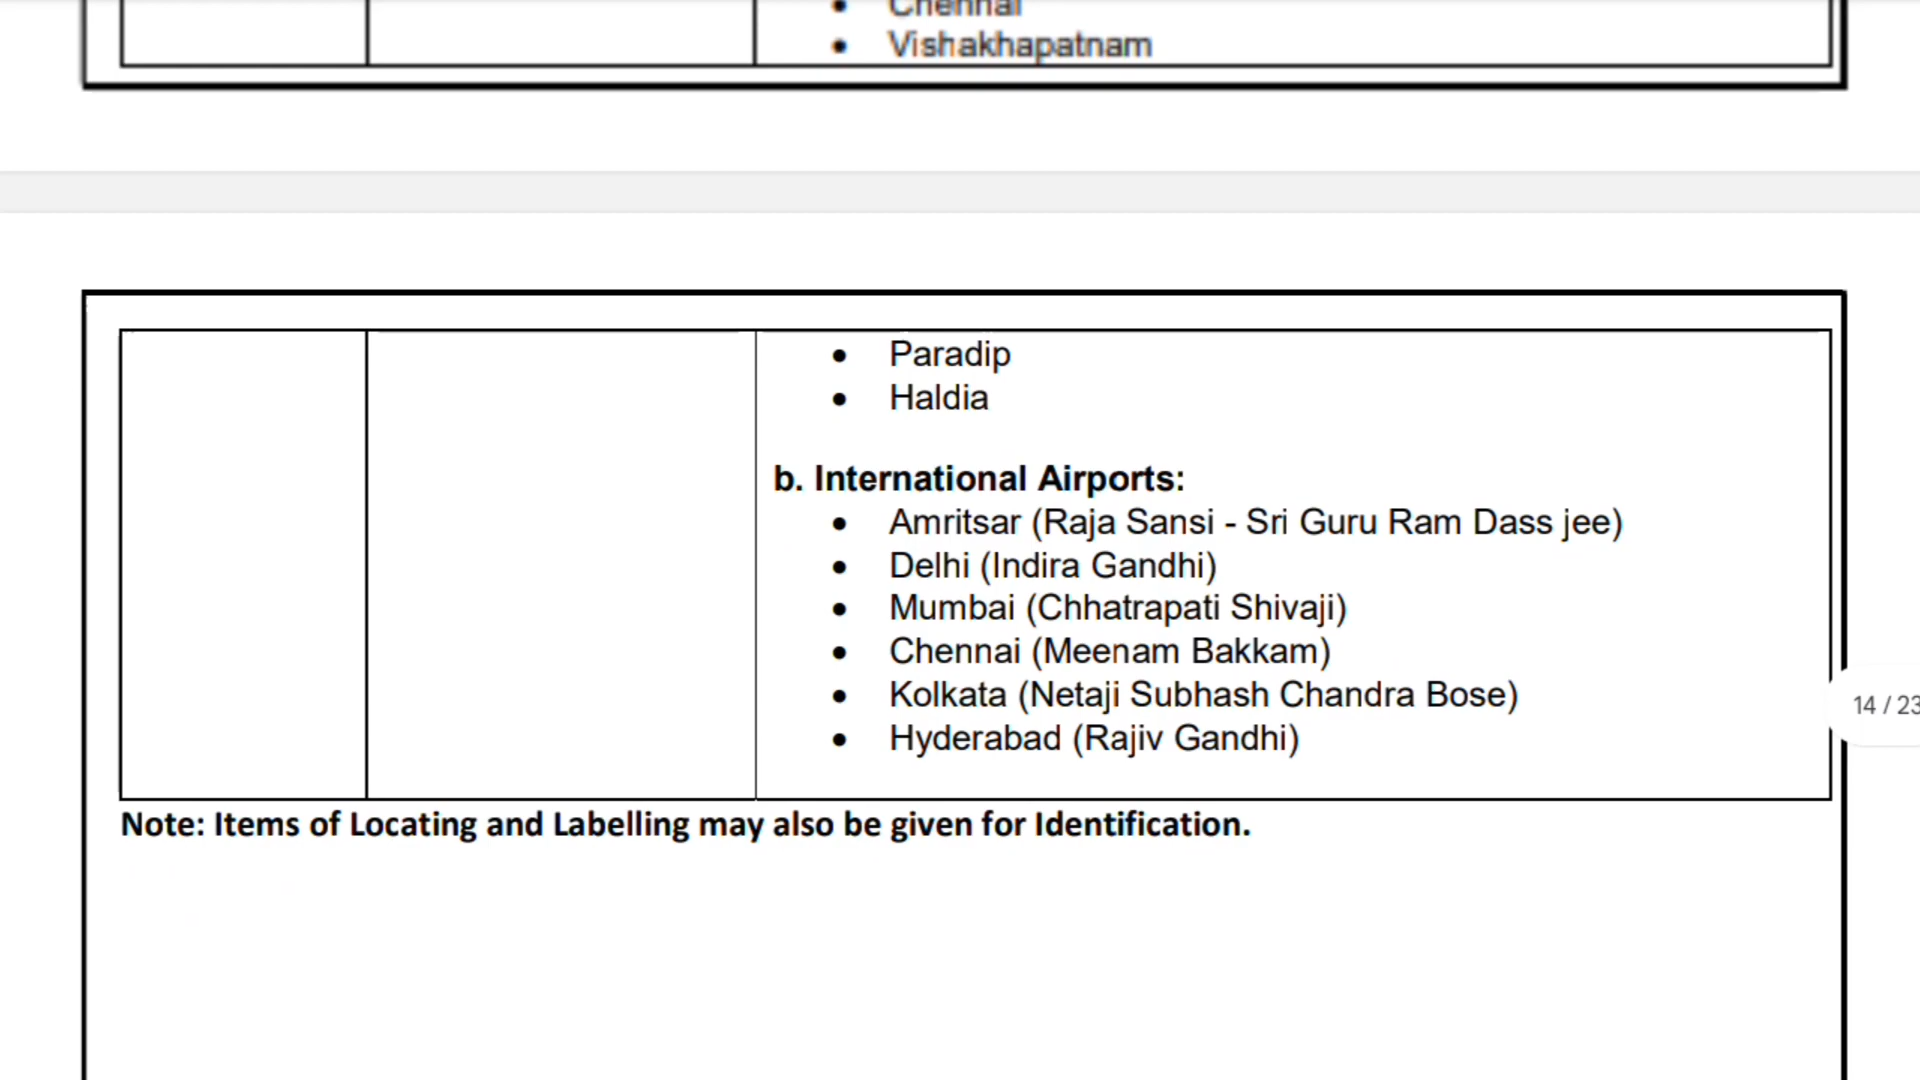 • Chennai
• Vishakhapatnam
• Paradip
• Haldia
b. International Airports:
• Amritsar (Raja Sansi - Sri Guru Ram Dass jee)
• Delhi (Indira Gandhi)
• Mumbai (Chhatrapati Shivaji)
• Chennai (Meenam Bakkam)
• Kolkata (Netaji Subhash Chandra Bose)
• Hyderabad (Rajiv Gandhi)
14 / 23
Note: Items of Locating and Labelling may also be given for Identification.